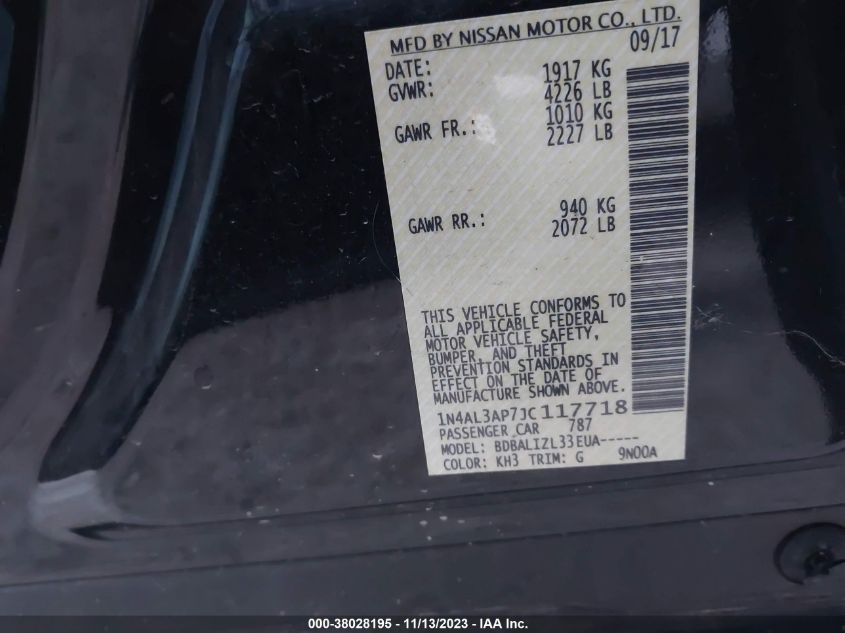 MFD BY NISSAN MOTOR CO., LTD.
DATE: 09/17
GVWR: 1917 KG
4226 LB
GAWR FR.: 1010 KG
2227 LB
GAWR RR.: 940 KG
2072 LB
THIS VEHICLE CONFORMS TO
ALL APPLICABLE FEDERAL
MOTOR VEHICLE SAFETY,
BUMPER, AND THEFT
PREVENTION STANDARDS IN
EFFECT ON THE DATE OF
MANUFACTURE SHOWN ABOVE.
1N4AL3AP7JC117718
PASSENGER CAR 787
MODEL: BDBALIZL33EUA-----
COLOR: KH3 TRIM: G 9N00A
000-38028195 - 11/13/2023 - IAA Inc.